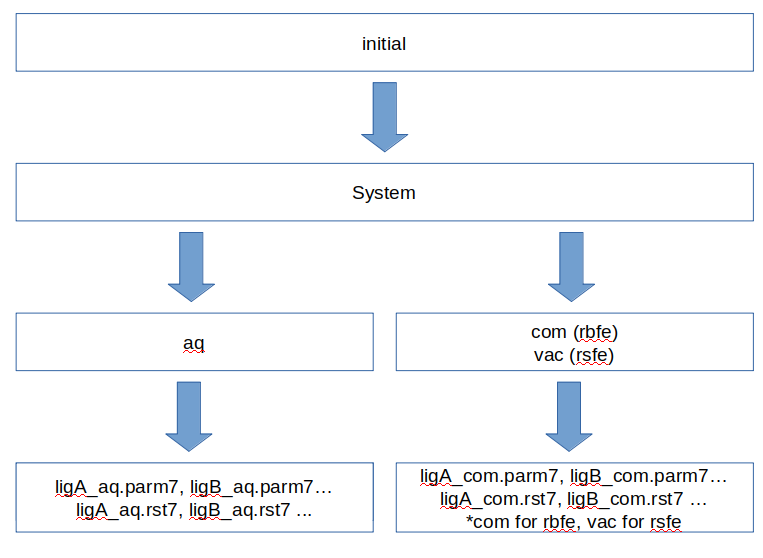 initial
System
aq
com (rbfe)
vac (rsfe)
ligA_aq.parm7, ligB_aq.parm7…
ligA_aq.rst7, ligB_aq.rst7 ...
ligA_com.parm7, ligB_com.parm7…
ligA_com.rst7, ligB_com.rst7 …
*com for rbfe, vac for rsfe